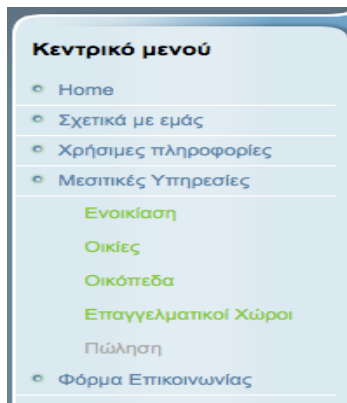 Κεντρικό μενού
Home
Σχετικά με εμάς
Χρήσιμες πληροφορίες
Μεσιτικές Υπηρεσίες
Ενοικίαση
Οικίες
Οικόπεδα
Επαγγελματικοί Χώροι
Πώληση
Φόρμα Επικοινωνίας